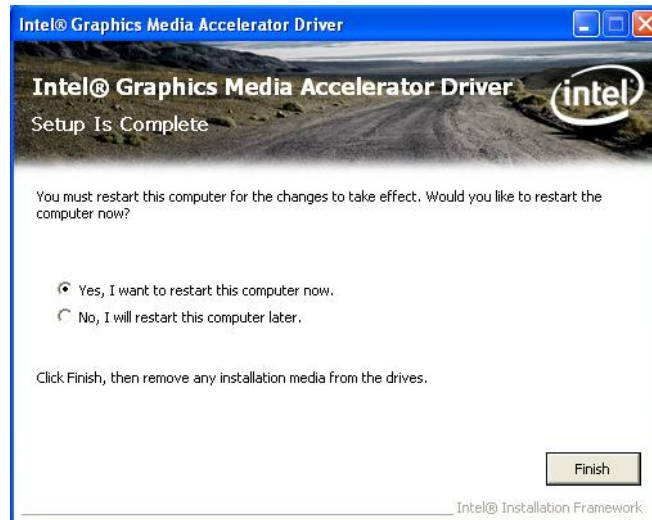 Intel® Graphics Media Accelerator Driver
Intel® Graphics Media Accelerator Driver
intel
Setup Is Complete
You must restart this computer for the changes to take effect. Would you like to restart the
computer now?
Yes, I want to restart this computer now.
No, I will restart this computer later.
Click Finish, then remove any installation media from the drives.
Finish
Intel® Installation Framework